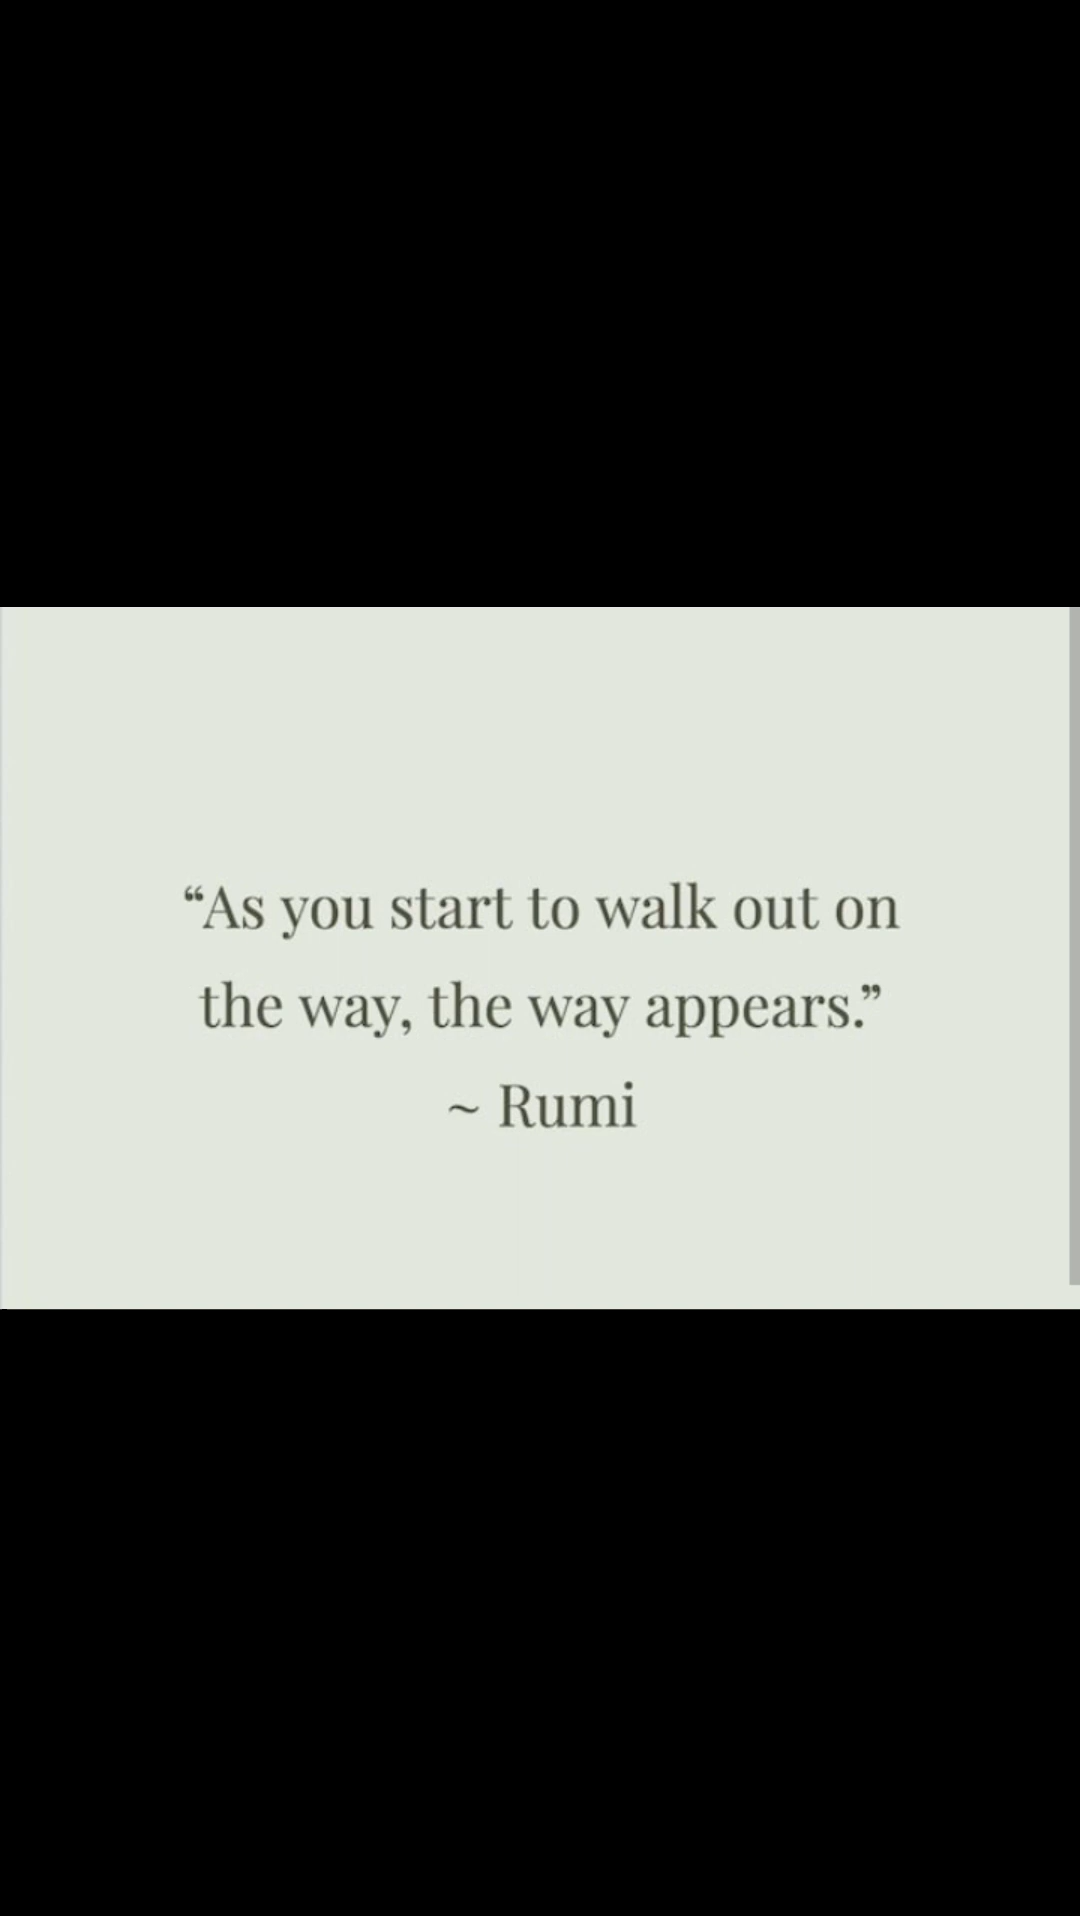 “As you start to walk out on
the way, the way appears.”
~ Rumi